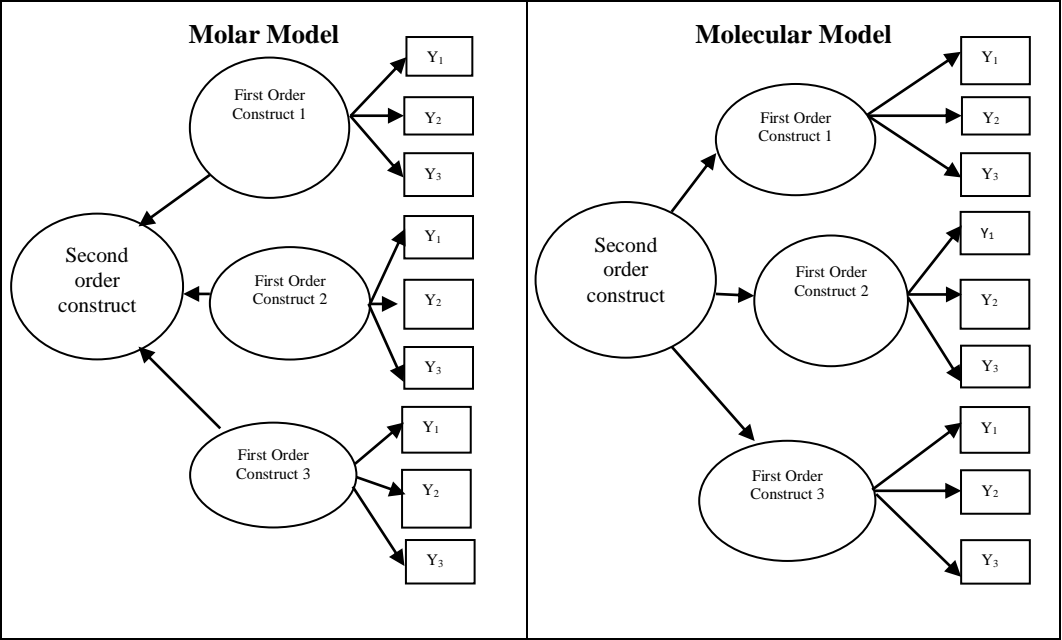 Molar Model
First Order
Construct 1
Y₁
Y₂
Y₃
Second
order
construct
First Order
Construct 2
Y₁
Y₂
Y₃
First Order
Construct 3
Y₁
Y₂
Y₃
Molecular Model
First Order
Construct 1
Y₁
Y₂
Y₃
Second
order
construct
First Order
Construct 2
Y₁
Y₂
Y₃
First Order
Construct 3
Y₁
Y₂
Y₃